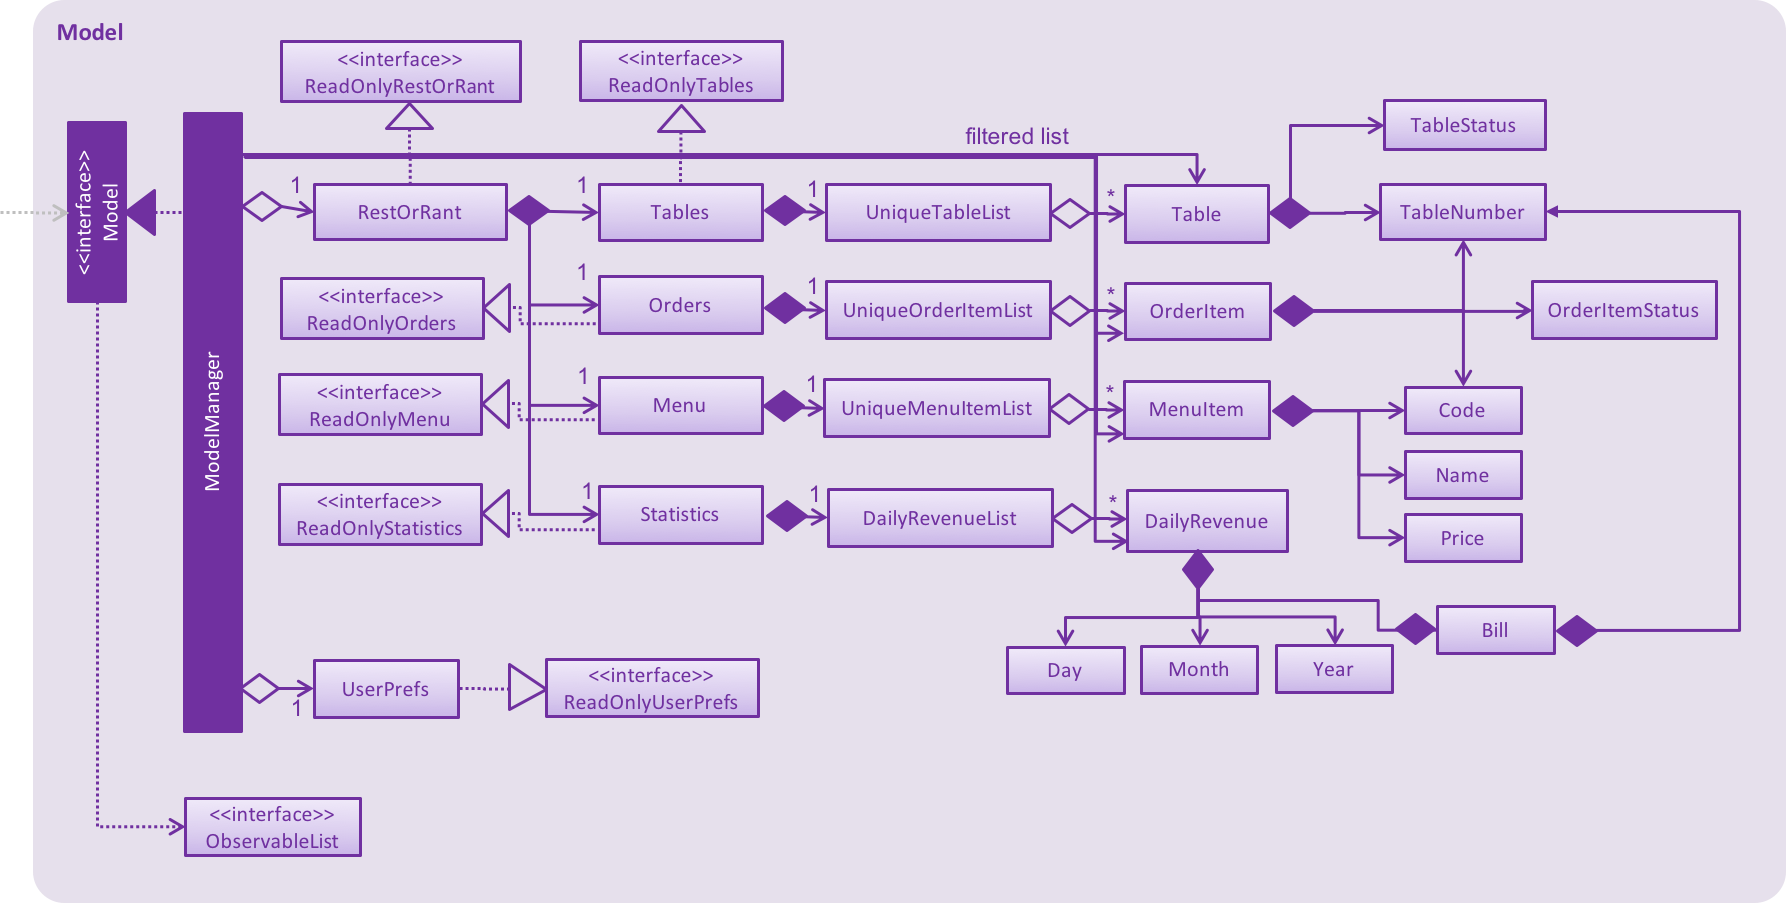 Model
<<interface>>
ReadOnlyRestOrRant
<<interface>>
ReadOnlyTables
filtered list
TableStatus
<<interface>>
Model
ModelManager
1
RestOrRant
1
Tables
1
UniqueTableList
*
Table
TableNumber
<<interface>>
ReadOnlyOrders
1
Orders
1
UniqueOrderItemList
*
OrderItem
OrderItemStatus
<<interface>>
ReadOnlyMenu
1
Menu
1
UniqueMenuItemList
*
MenuItem
Code
Name
Price
<<interface>>
ReadOnlyStatistics
1
Statistics
1
DailyRevenueList
*
DailyRevenue
Bill
Day
Month
Year
1
UserPrefs
<<interface>>
ReadOnlyUserPrefs
<<interface>>
ObservableList